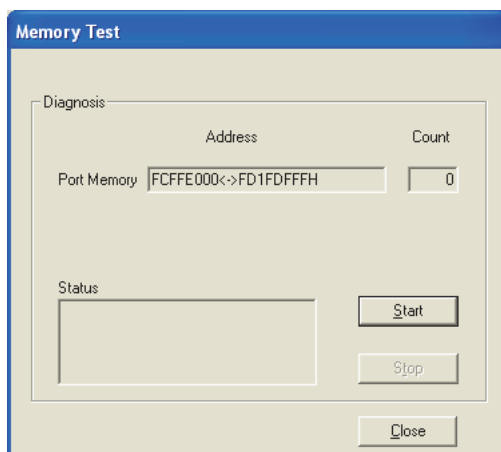 Memory Test
Diagnosis
Address Count
Port Memory FCFFE000<->FD1FDFFFH 0
Status
Start
Stop
Close